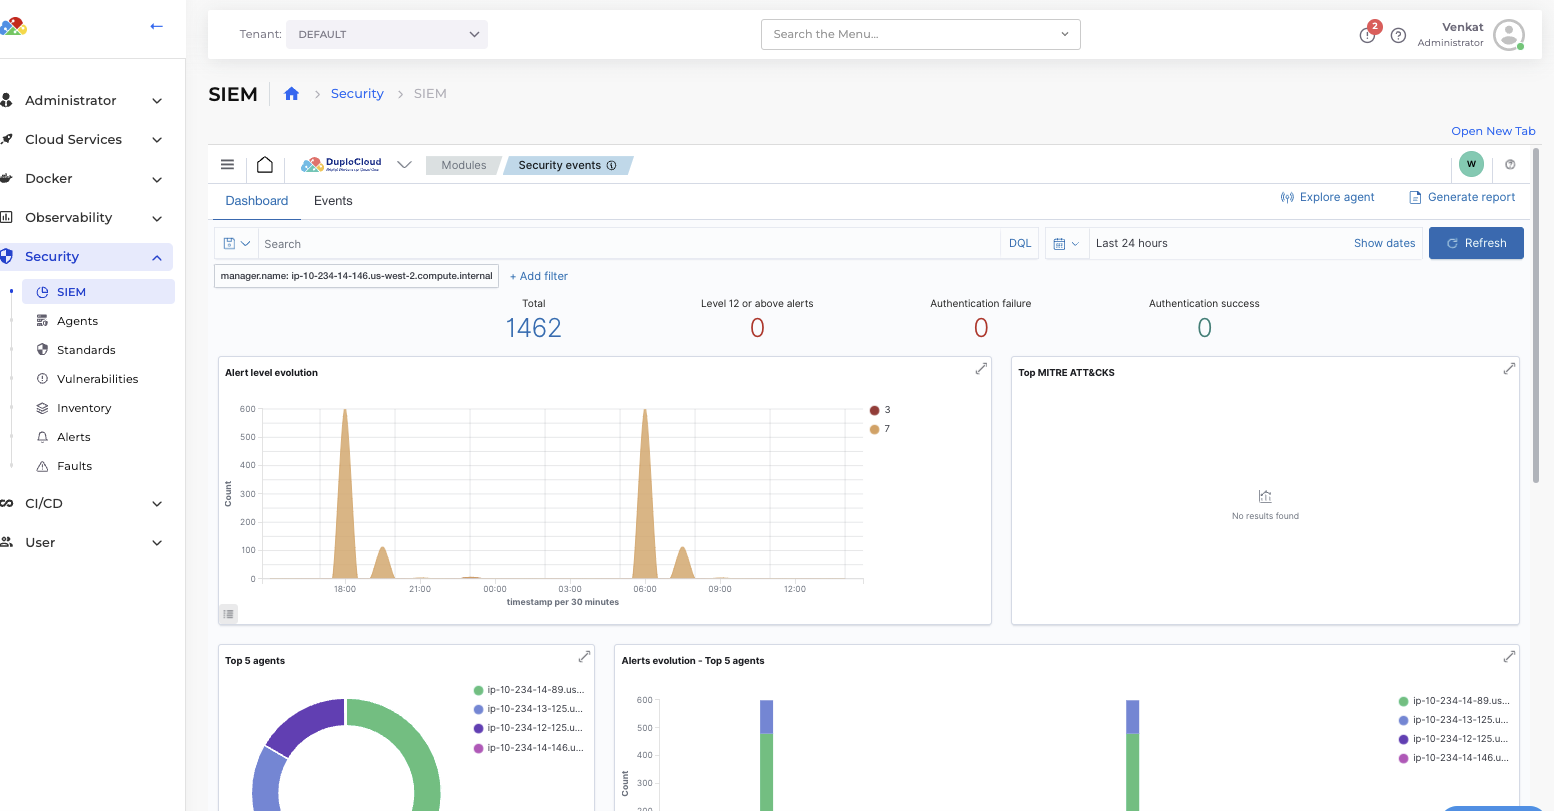 Tenant: DEFAULT
Search the Menu...
2
Venkat
Administrator
Administrator
Cloud Services
Docker
Observability
Security
SIEM
Agents
Standards
Vulnerabilities
Inventory
Alerts
Faults
CI/CD
User
SIEM
Security
SIEM
Open New Tab
DuploCloud
Modules
Security events
W
Dashboard
Events
Explore agent
Generate report
Search
DQL
Last 24 hours
Show dates
Refresh
manager.name: ip-10-234-14-146.us-west-2.compute.internal
+ Add filter
Total
1462
Level 12 or above alerts
0
Authentication failure
0
Authentication success
0
Alert level evolution
600
500
400
300
200
100
0
Count
18:00 21:00 00:00 03:00 06:00 09:00 12:00
timestamp per 30 minutes
3
7
Top MITRE ATT&CKS
No results found
Top 5 agents
ip-10-234-14-89.us...
ip-10-234-13-125.u...
ip-10-234-12-125.u...
ip-10-234-14-146.us...
Alerts evolution - Top 5 agents
600
500
400
300
200
Count
ip-10-234-14-89.us...
ip-10-234-13-125.u...
ip-10-234-12-125.u...
ip-10-234-14-146.us...